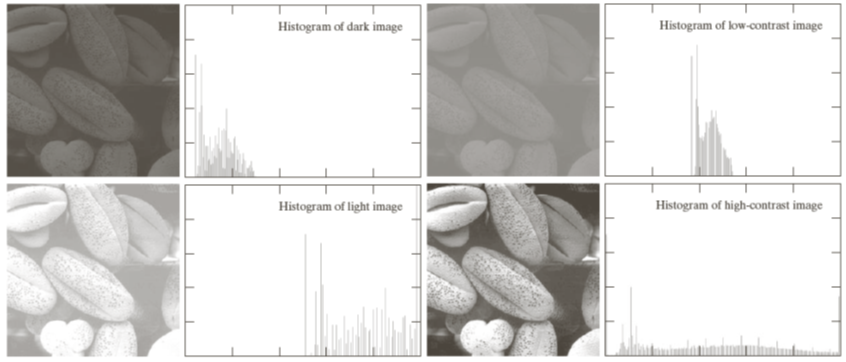 Histogram of dark image
Histogram of low-contrast image
Histogram of light image
Histogram of high-contrast image